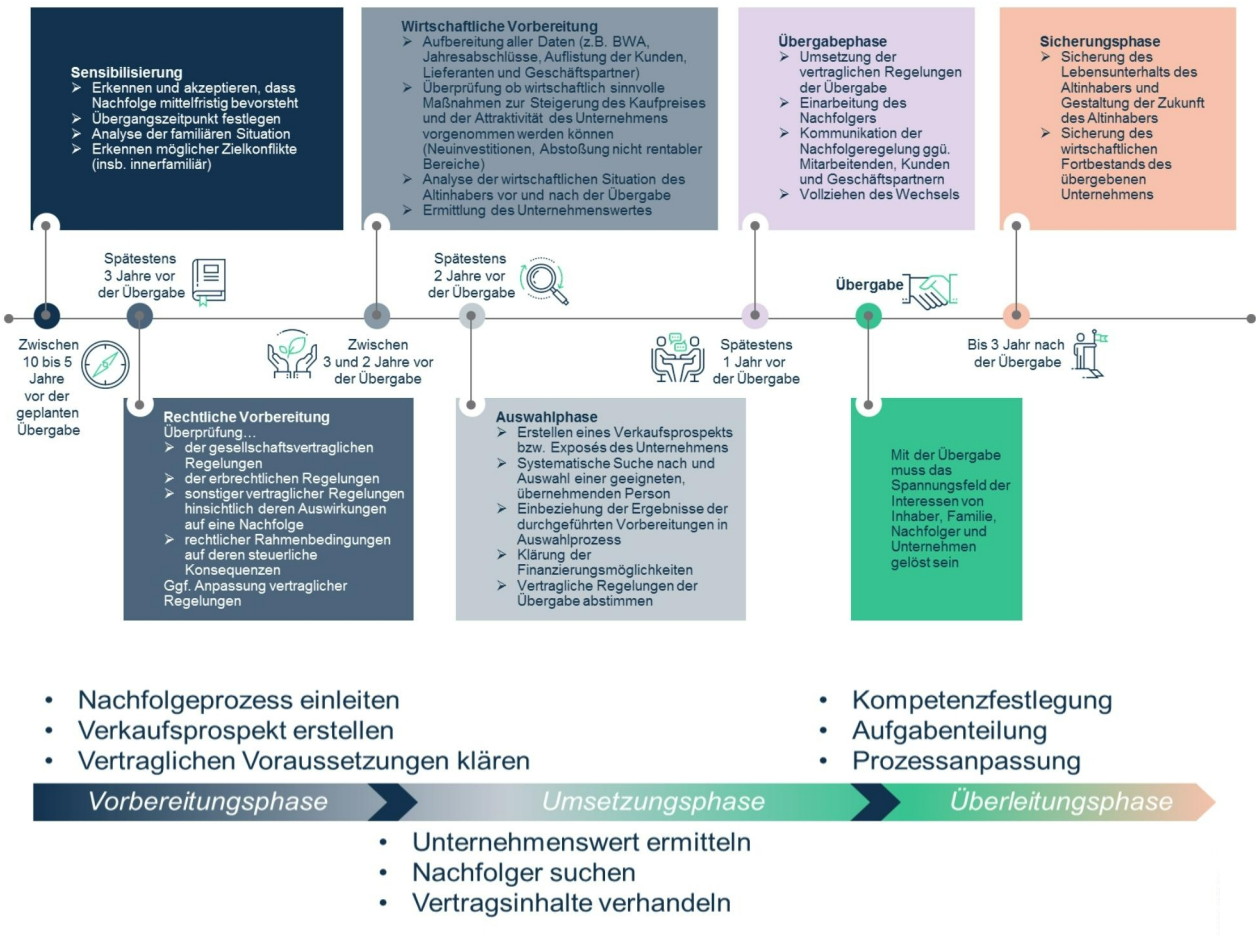 Sensibilisierung
➢ Erkennen und akzeptieren, dass
Nachfolge mittelfristig bevorsteht
➢ Übergangszeitpunkt festlegen
➢ Analyse der familiären Situation
➢ Erkennen möglicher Zielkonflikte
(insb. innerfamiliär)
Wirtschaftliche Vorbereitung
➢ Aufbereitung aller Daten (z.B. BWA,
Jahresabschlüsse, Auflistung der Kunden,
Lieferanten und Geschäftspartner)
➢ Überprüfung ob wirtschaftlich sinnvolle
Maßnahmen zur Steigerung des Kaufpreises
und der Attraktivität des Unternehmens
vorgenommen werden können
(Neuinvestitionen, Abstoßung nicht rentabler
Bereiche)
➢ Analyse der wirtschaftlichen Situation des
Altinhabers vor und nach der Übergabe
➢ Ermittlung des Unternehmenswertes
Übergabephase
➢ Umsetzung der
vertraglichen Regelungen
der Übergabe
➢ Einarbeitung des
Nachfolgers
➢ Kommunikation der
Nachfolgeregelung ggü.
Mitarbeitenden, Kunden
und Geschäftspartnern
➢ Vollziehen des Wechsels
Sicherungsphase
➢ Sicherung des
Lebensunterhalts des
Altinhabers und
Gestaltung der Zukunft
des Altinhabers
➢ Sicherung des
wirtschaftlichen
Fortbestands des
übergebenen
Unternehmens
Spätestens
3 Jahre vor
der Übergabe
Spätestens
2 Jahre vor
der Übergabe
Übergabe
Zwischen
10 bis 5
Jahre
vor der
geplanten
Übergabe
Zwischen
3 und 2 Jahre vor
der Übergabe
Spätestens
1 Jahr vor
der Übergabe
Bis 3 Jahr nach
der Übergabe
Rechtliche Vorbereitung
Überprüfung…
➢ der gesellschaftsvertraglichen
Regelungen
➢ der erbrechtlichen Regelungen
➢ sonstiger vertraglicher Regelungen
hinsichtlich deren Auswirkungen
auf eine Nachfolge
➢ rechtlicher Rahmenbedingungen
auf deren steuerliche
Konsequenzen
Ggf. Anpassung vertraglicher
Regelungen
Auswahlphase
➢ Erstellen eines Verkaufsprospekts
bzw. Exposés des Unternehmens
➢ Systematische Suche nach und
Auswahl einer geeigneten,
übernehmenden Person
➢ Einbeziehung der Ergebnisse der
durchgeführten Vorbereitungen in
Auswahlprozess
➢ Klärung der
Finanzierungsmöglichkeiten
➢ Vertragliche Regelungen der
Übergabe abstimmen
Mit der Übergabe
muss das
Spannungsfeld der
Interessen von
Inhaber, Familie,
Nachfolger und
Unternehmen
gelöst sein
• Nachfolgeprozess einleiten
• Verkaufsprospekt erstellen
• Vertraglichen Voraussetzungen klären
• Kompetenzfestlegung
• Aufgabenteilung
• Prozessanpassung
Vorbereitungsphase
Umsetzungsphase
Überleitungsphase
• Unternehmenswert ermitteln
• Nachfolger suchen
• Vertragsinhalte verhandeln